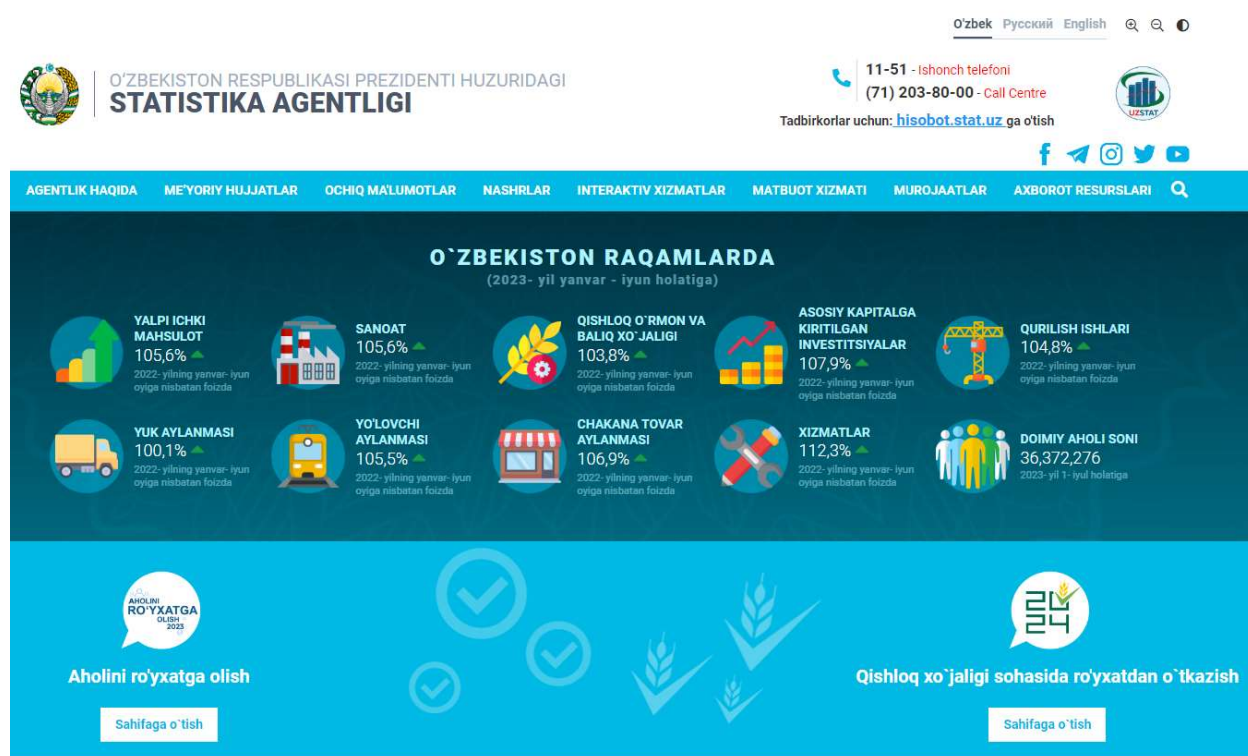 O'zbek Русский English
O'ZBEKISTON RESPUBLIKASI PREZIDENTI HUZURIDAGI
STATISTIKA AGENTLIGI
11-51 - Ishonch telefoni
(71) 203-80-00 - Call Centre
Tadbirkorlar uchun: hisobot.stat.uz ga o'tish
UZSTAT
AGENTLIK HAQIDA ME'YORIY HUJJATLAR OCHIQ MA'LUMOTLAR NASHRLAR INTERAKTIV XIZMATLAR MATBUOT XIZMATI MUROJAATLAR AXBOROT RESURSLARI
O`ZBEKISTON RAQAMLARDA
(2023- yil yanvar - iyun holatiga)
YALPI ICHKI
MAHSULOT
105,6%
2022- yilning yanvar- iyun
oyiga nisbatan foizda
SANOAT
105,6%
2022- yilning yanvar- iyun
oyiga nisbatan foizda
QISHLOQ O`RMON VA
BALIQ XO`JALIGI
103,8%
2022- yilning yanvar- iyun
oyiga nisbatan foizda
ASOSIY KAPITALGA
KIRITILGAN
INVESTITSIYALAR
107,9%
2022- yilning yanvar- iyun
oyiga nisbatan foizda
QURILISH ISHLARI
104,8%
2022- yilning yanvar- iyun
oyiga nisbatan foizda
YUK AYLANMASI
100,1%
2022- yilning yanvar- iyun
oyiga nisbatan foizda
YO'LOVCHI
AYLANMASI
105,5%
2022- yilning yanvar- iyun
oyiga nisbatan foizda
CHAKANA TOVAR
AYLANMASI
106,9%
2022- yilning yanvar- iyun
oyiga nisbatan foizda
XIZMATLAR
112,3%
2022- yilning yanvar- iyun
oyiga nisbatan foizda
DOIMIY AHOLI SONI
36,372,276
2023- yil 1- iyul holatiga
AHOLINI
RO'YXATGA
OLISH
2023
Aholini ro'yxatga olish
Sahifaga o`tish
2024
Qishloq xo`jaligi sohasida ro'yxatdan o`tkazish
Sahifaga o`tish